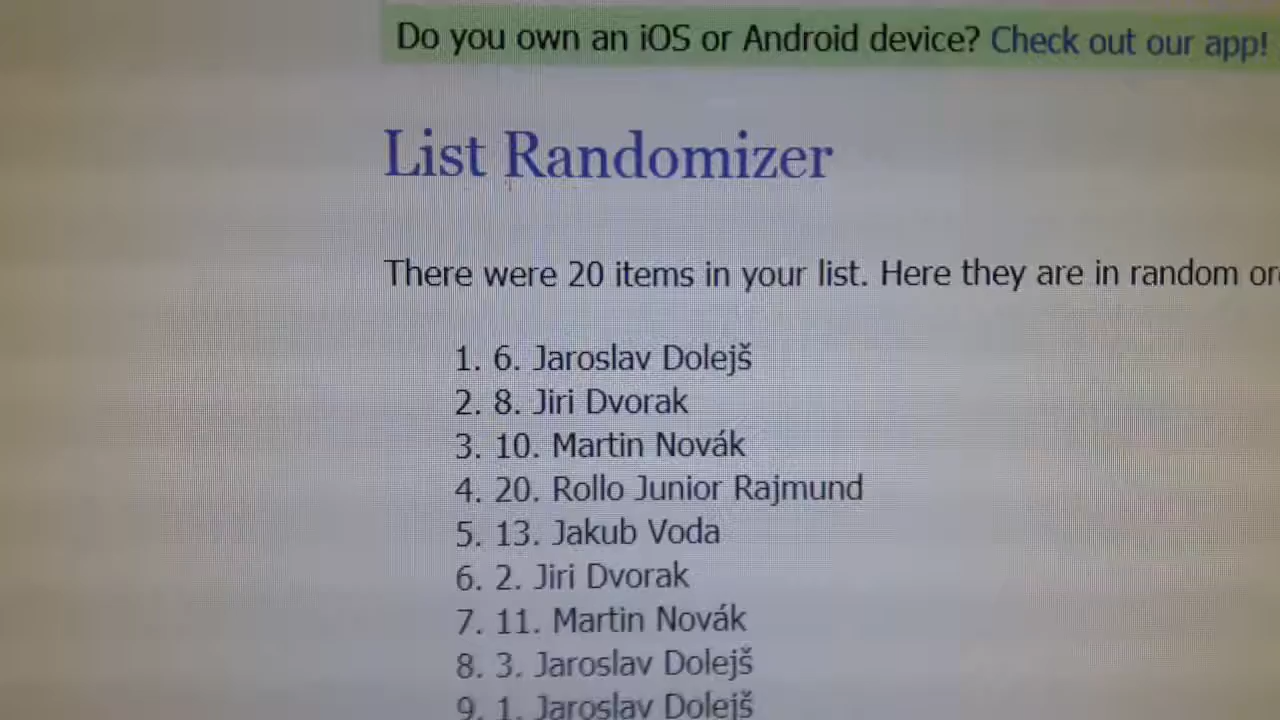 Do you own an iOS or Android device? Check out our app!
List Randomizer
There were 20 items in your list. Here they are in random
1. 6. Jaroslav Dolejš
2. 8. Jiri Dvorak
3. 10. Martin Novák
4. 20. Rollo Junior Rajmund
5. 13. Jakub Voda
6. 2. Jiri Dvorak
7. 11. Martin Novák
8. 3. Jaroslav Dolejš
9. 1. Jaroslav Dolejš